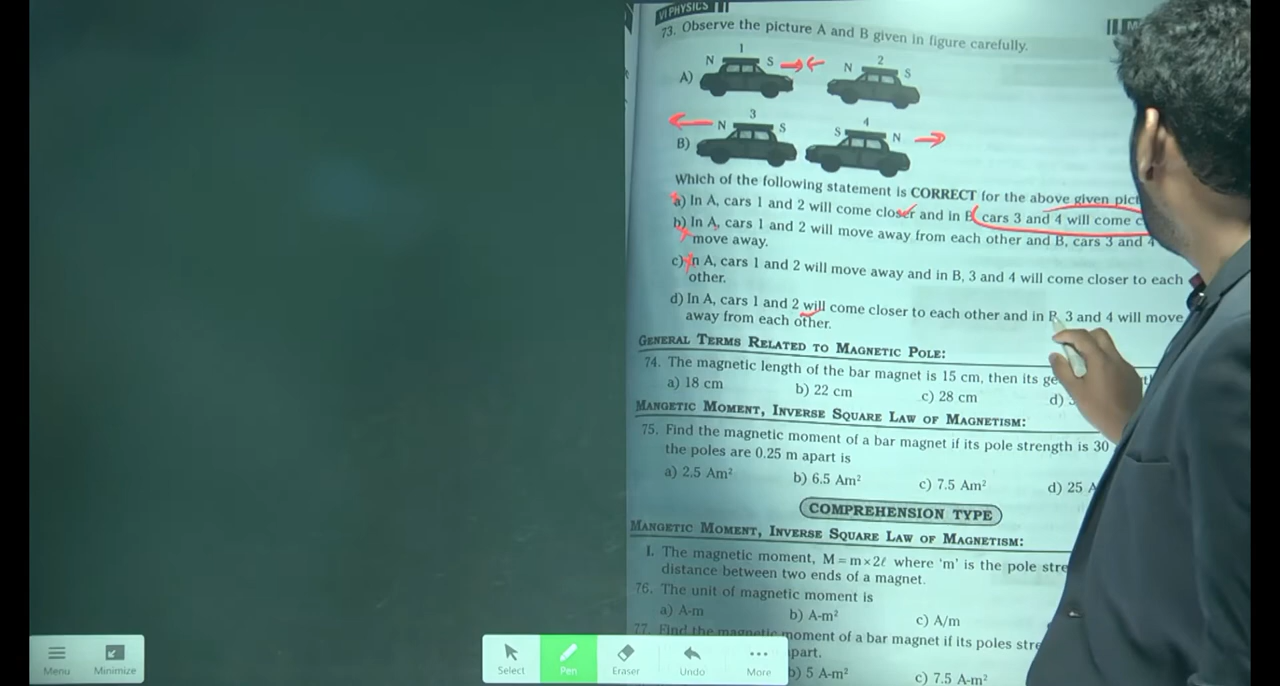 VI PHYSICS
73. Observe the picture A and B given in figure carefully.
1
N S
2
N S
A)
3
N S
4
S N
B)
Which of the following statement is CORRECT for the above given
a) In A, cars 1 and 2 will come closer and in B cars 3 and 4 will come
b) In A, cars 1 and 2 will move away from each other and B, cars 3 and 4
move away.
c) In A, cars 1 and 2 will move away and in B, 3 and 4 will come closer to each
other.
d) In A, cars 1 and 2 will come closer to each other and in B, 3 and 4 will move
away from each other.
GENERAL TERMS RELATED TO MAGNETIC POLE:
74. The magnetic length of the bar magnet is 15 cm, then its
a) 18 cm b) 22 cm c) 28 cm d)
MANGETIC MOMENT, INVERSE SQUARE LAW OF MAGNETISM:
75. Find the magnetic moment of a bar magnet if its pole strength is 30
the poles are 0.25 m apart is
a) 2.5 Am² b) 6.5 Am² c) 7.5 Am² d) 25
COMPREHENSION TYPE
MANGETIC MOMENT, INVERSE SQUARE LAW OF MAGNETISM:
I. The magnetic moment, M = m × 2ℓ where 'm' is the pole
distance between two ends of a magnet.
76. The unit of magnetic moment is
a) A-m b) A-m² c) A/m
77. Find the magnetic moment of a bar magnet if its poles
apart.
b) 5 A-m² c) 7.5 A-m²
Menu Minimize Select Pen Eraser Undo More